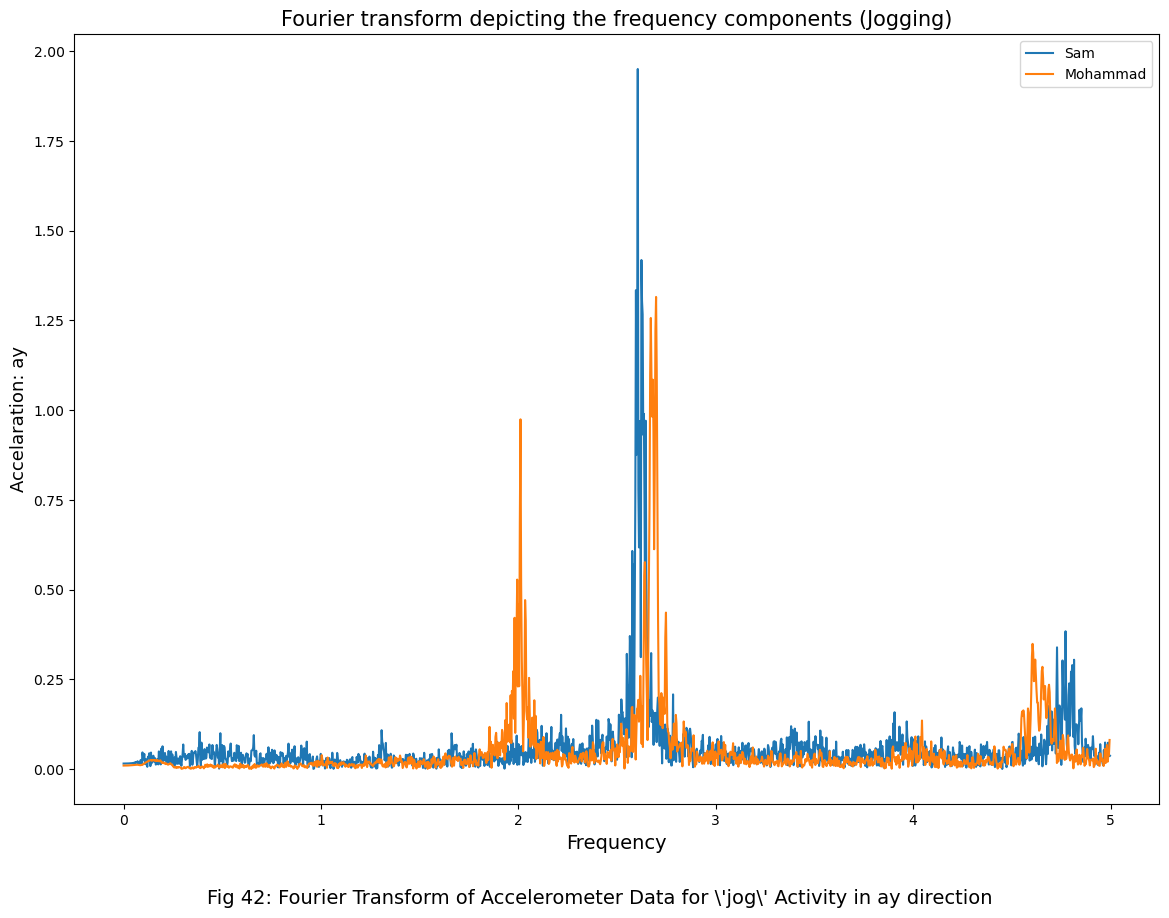 Fourier transform depicting the frequency components (Jogging)
Sam
Mohammad
2.00
1.75
1.50
1.25
1.00
0.75
0.50
0.25
0.00
Accelaration: ay
0 1 2 3 4 5
Frequency
Fig 42: Fourier Transform of Accelerometer Data for \'jog\' Activity in ay direction